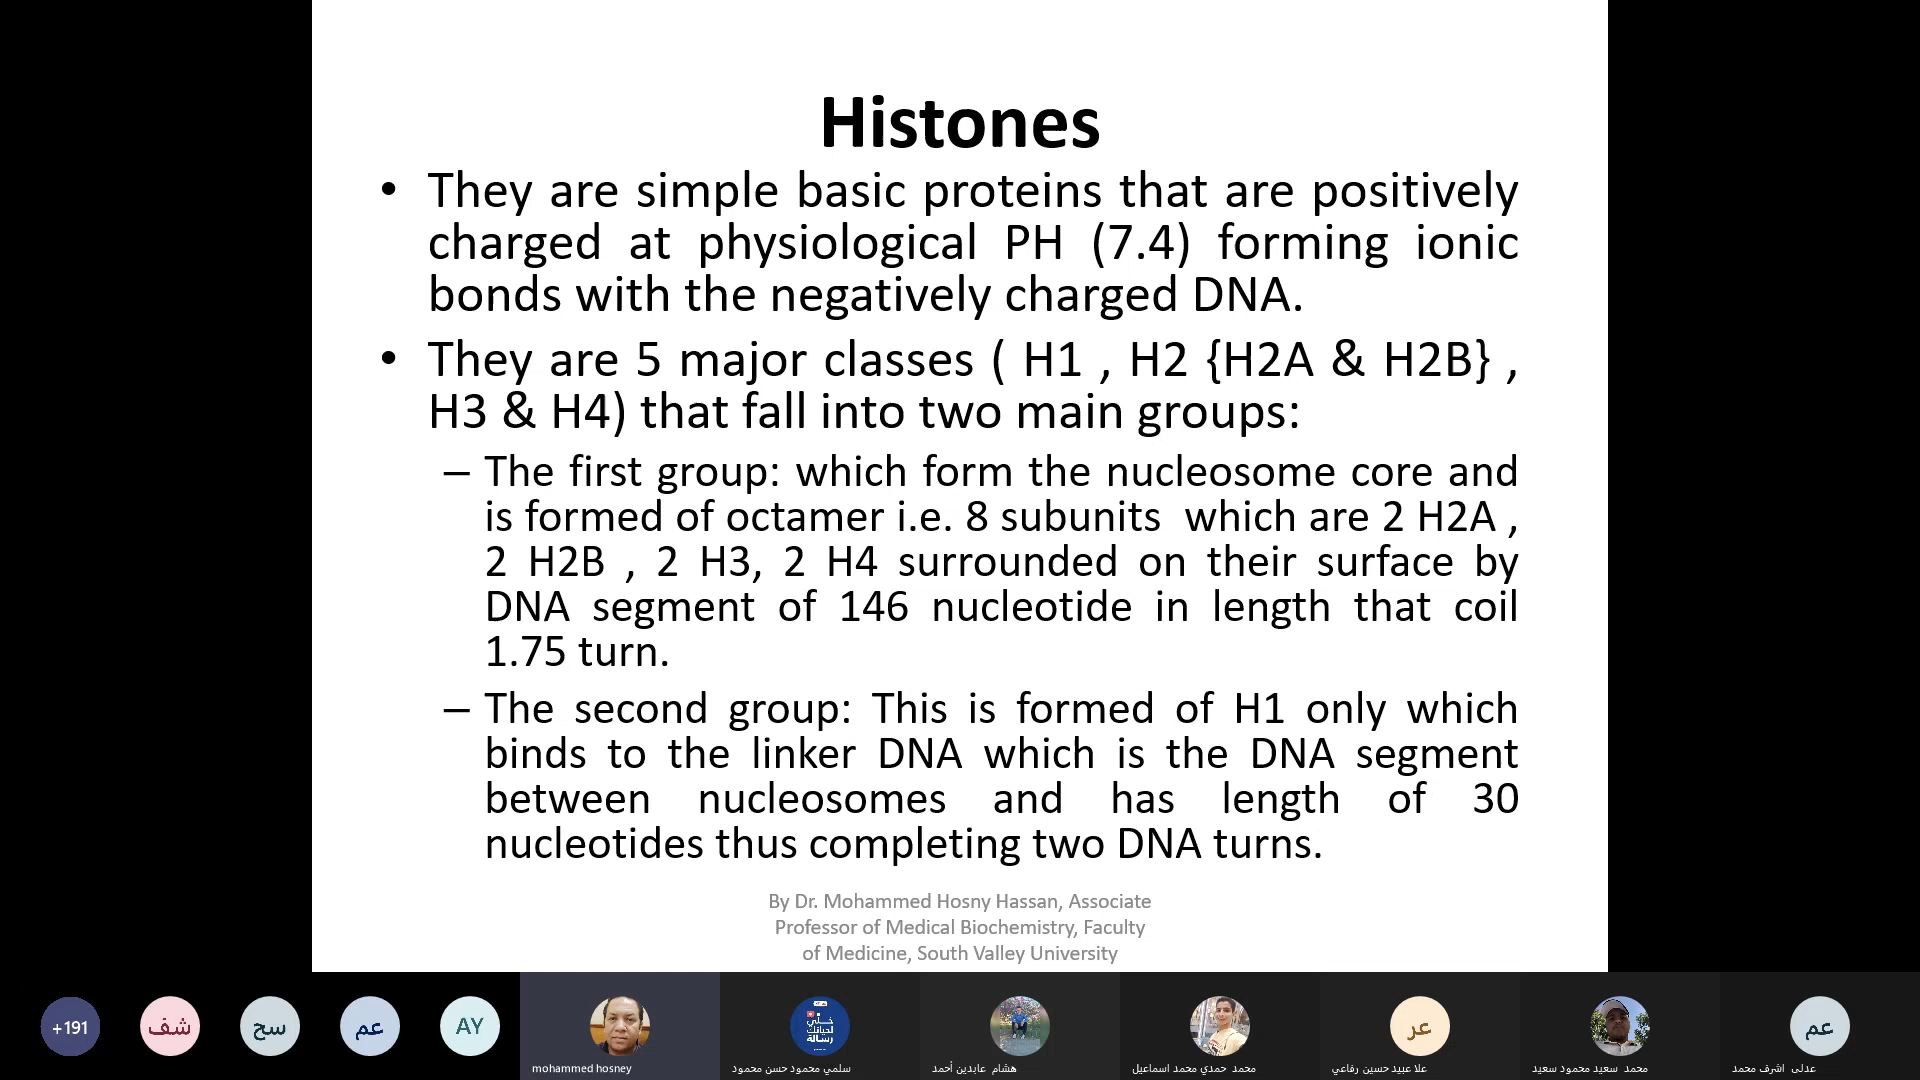 Histones
• They are simple basic proteins that are positively
charged at physiological PH (7.4) forming ionic
bonds with the negatively charged DNA.
• They are 5 major classes ( H1 , H2 {H2A & H2B} ,
H3 & H4) that fall into two main groups:
– The first group: which form the nucleosome core and
is formed of octamer i.e. 8 subunits which are 2 H2A ,
2 H2B , 2 H3, 2 H4 surrounded on their surface by
DNA segment of 146 nucleotide in length that coil
1.75 turn.
– The second group: This is formed of H1 only which
binds to the linker DNA which is the DNA segment
between nucleosomes and has length of 30
nucleotides thus completing two DNA turns.
By Dr. Mohammed Hosny Hassan, Associate
Professor of Medical Biochemistry, Faculty
of Medicine, South Valley University
+191
شف
سح
عم
AY
mohammed hosney
خلي
لحياتك
رسالة
سلمي محمود حسن محمود
هشام عابدين أحمد
محمد حمدي محمد اسماعيل
عر
علا عبيد حسين رفاعي
محمد سعيد محمود سعيد
عم
عدلى اشرف محمد